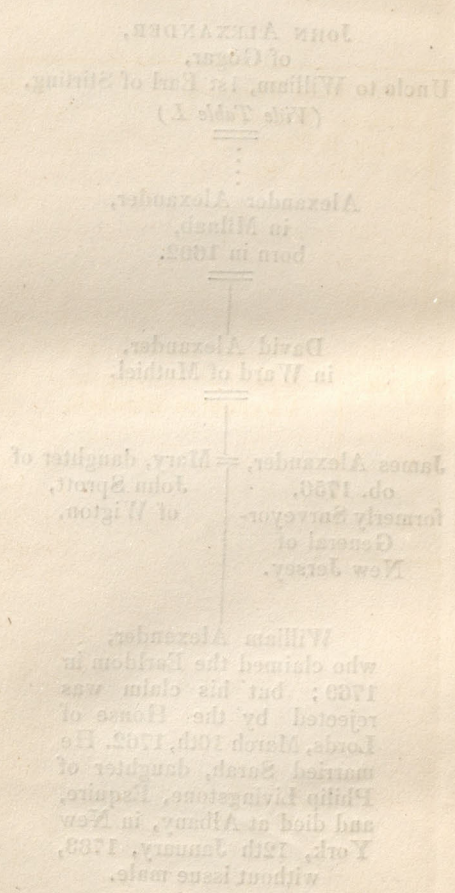 JOHN ALEXANDER,
of Gogar,
Uncle to William, 1st Earl of Stirling,
(Vide Table I.)
Alexander Alexander,
in Milnab,
born in 1662.
David Alexander,
in Ward of Muthiel.
James Alexander, = Mary, daughter of
ob. 1756, John Sprott,
formerly Surveyor- of Wigton.
General of
New Jersey.
William Alexander,
who claimed the Earldom in
; but his claim was
rejected by the House of
Lords, March 10th, 1762. He
married Sarah, daughter of
Philip Livingstone, Esquire,
and died at Albany, in New
York, 12th January, 1783,
without issue male.